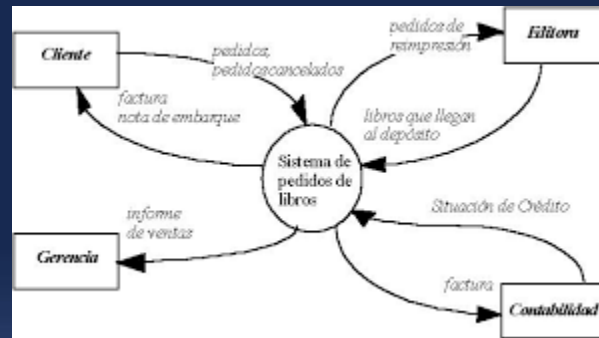 Cliente
pedidos,
pedidos cancelados
pedidos de
reimpresión
Editora
factura
nota de embarque
libros que llegan
al depósito
Sistema de
pedidos de
libros
informe
de ventas
Gerencia
Situación de Crédito
factura
Contabilidad